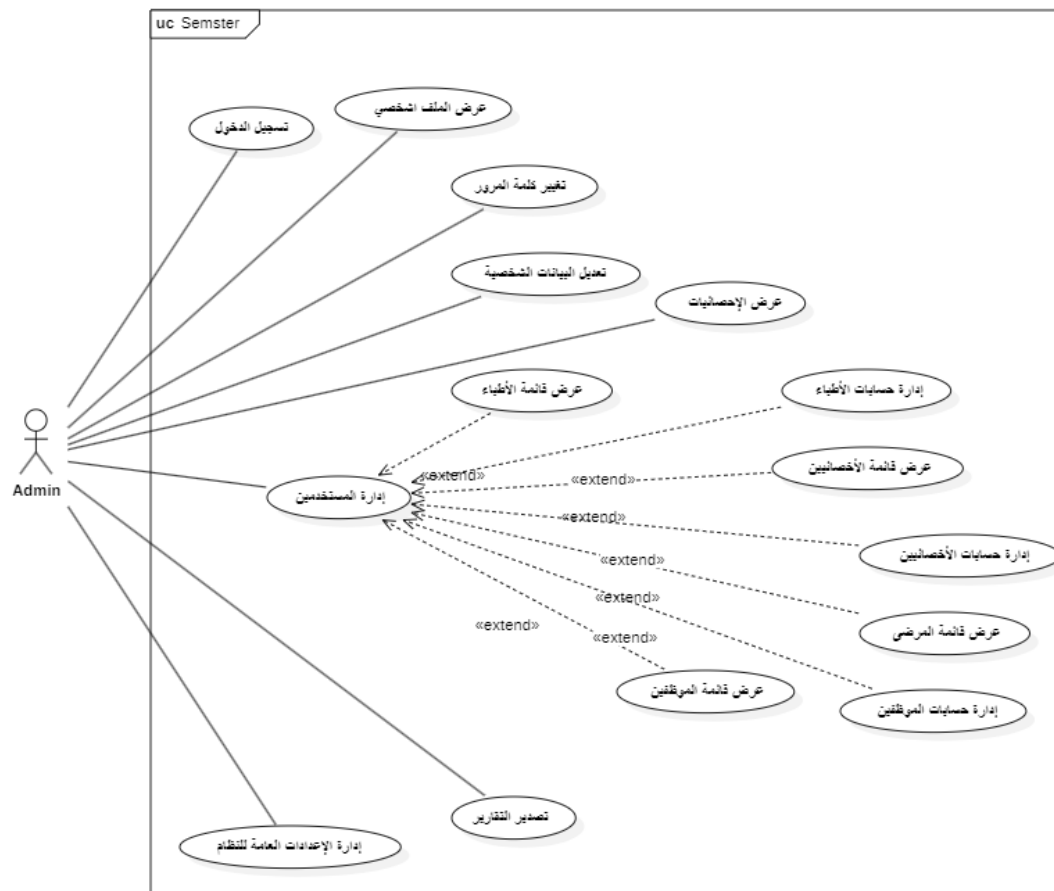 uc Semster
عرض الملف اشخصي
تسجيل الدخول
تغيير كلمة المرور
تعديل البيانات الشخصية
عرض الإحصائيات
عرض قائمة الأطباء
إدارة حسابات الأطباء
عرض قائمة الأخصائيين
«extend»
«extend»
إدارة المستخدمين
Admin
«extend»
إدارة حسابات الأخصائيين
«extend»
«extend»
«extend»
«extend»
عرض قائمة المرضى
عرض قائمة الموظفين
إدارة حسابات الموظفين
تصدير التقارير
إدارة الإعدادات العامة للنظام